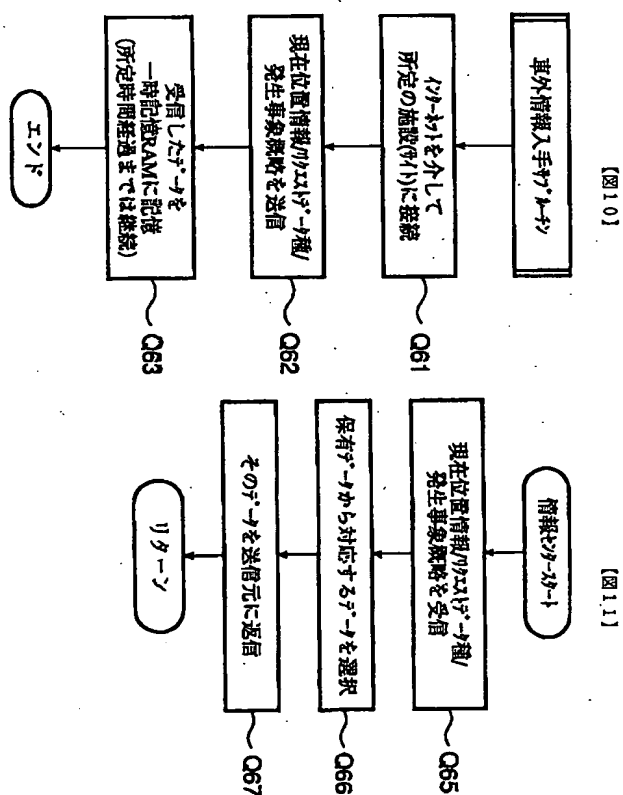 【図10】
車外情報入手サブルーチン
インターネットを介して
所定の施設(サイト)に接続
Q61
現在位置情報/リクエストデータ種/
発生事象概略を送信
Q62
受信したデータを
一時記憶RAMに記憶
(所定時間経過までは継続)
Q63
エンド
【図11】
情報センタースタート
現在位置情報/リクエストデータ種/
発生事象概略を受信
Q65
保有データから対応するデータを選択
Q66
そのデータを送信元に返信
Q67
リターン